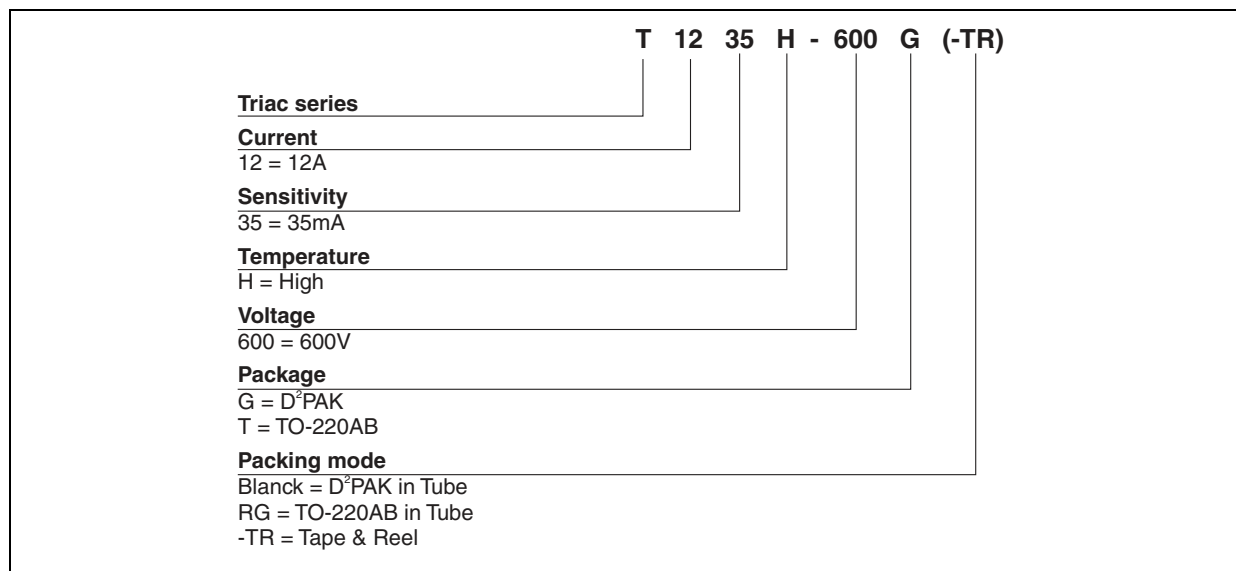 T 12 35 H - 600 G (-TR)
Triac series
Current
12 = 12A
Sensitivity
35 = 35mA
Temperature
H = High
Voltage
600 = 600V
Package
G = D²PAK
T = TO-220AB
Packing mode
Blanck = D²PAK in Tube
RG = TO-220AB in Tube
-TR = Tape & Reel